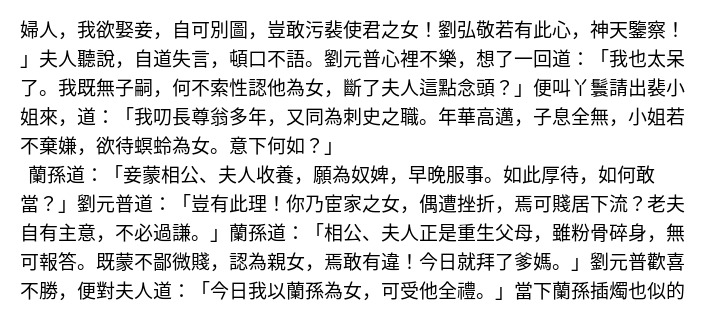 婦人，我欲娶妾，自可別圖，豈敢污裴使君之女！劉弘敬若有此心，神天鑒察！
」夫人聽說，自道失言，頓口不語。劉元普心裡不樂，想了一回道：「我也太呆
了。我既無子嗣，何不索性認他為女，斷了夫人這點念頭？」便叫丫鬟請出裴小
姐來，道：「我叨長尊翁多年，又同為刺史之職。年華高邁，子息全無，小姐若
不棄嫌，欲待螟蛉為女。意下何如？」
蘭孫道：「妾蒙相公、夫人收養，願為奴婢，早晚服事。如此厚待，如何敢
當？」劉元普道：「豈有此理！你乃宦家之女，偶遭挫折，焉可賤居下流？老夫
自有主意，不必過謙。」蘭孫道：「相公、夫人正是重生父母，雖粉骨碎身，無
可報答。既蒙不鄙微賤，認為親女，焉敢有違！今日就拜了爹媽。」劉元普歡喜
不勝，便對夫人道：「今日我以蘭孫為女，可受他全禮。」當下蘭孫插燭也似的